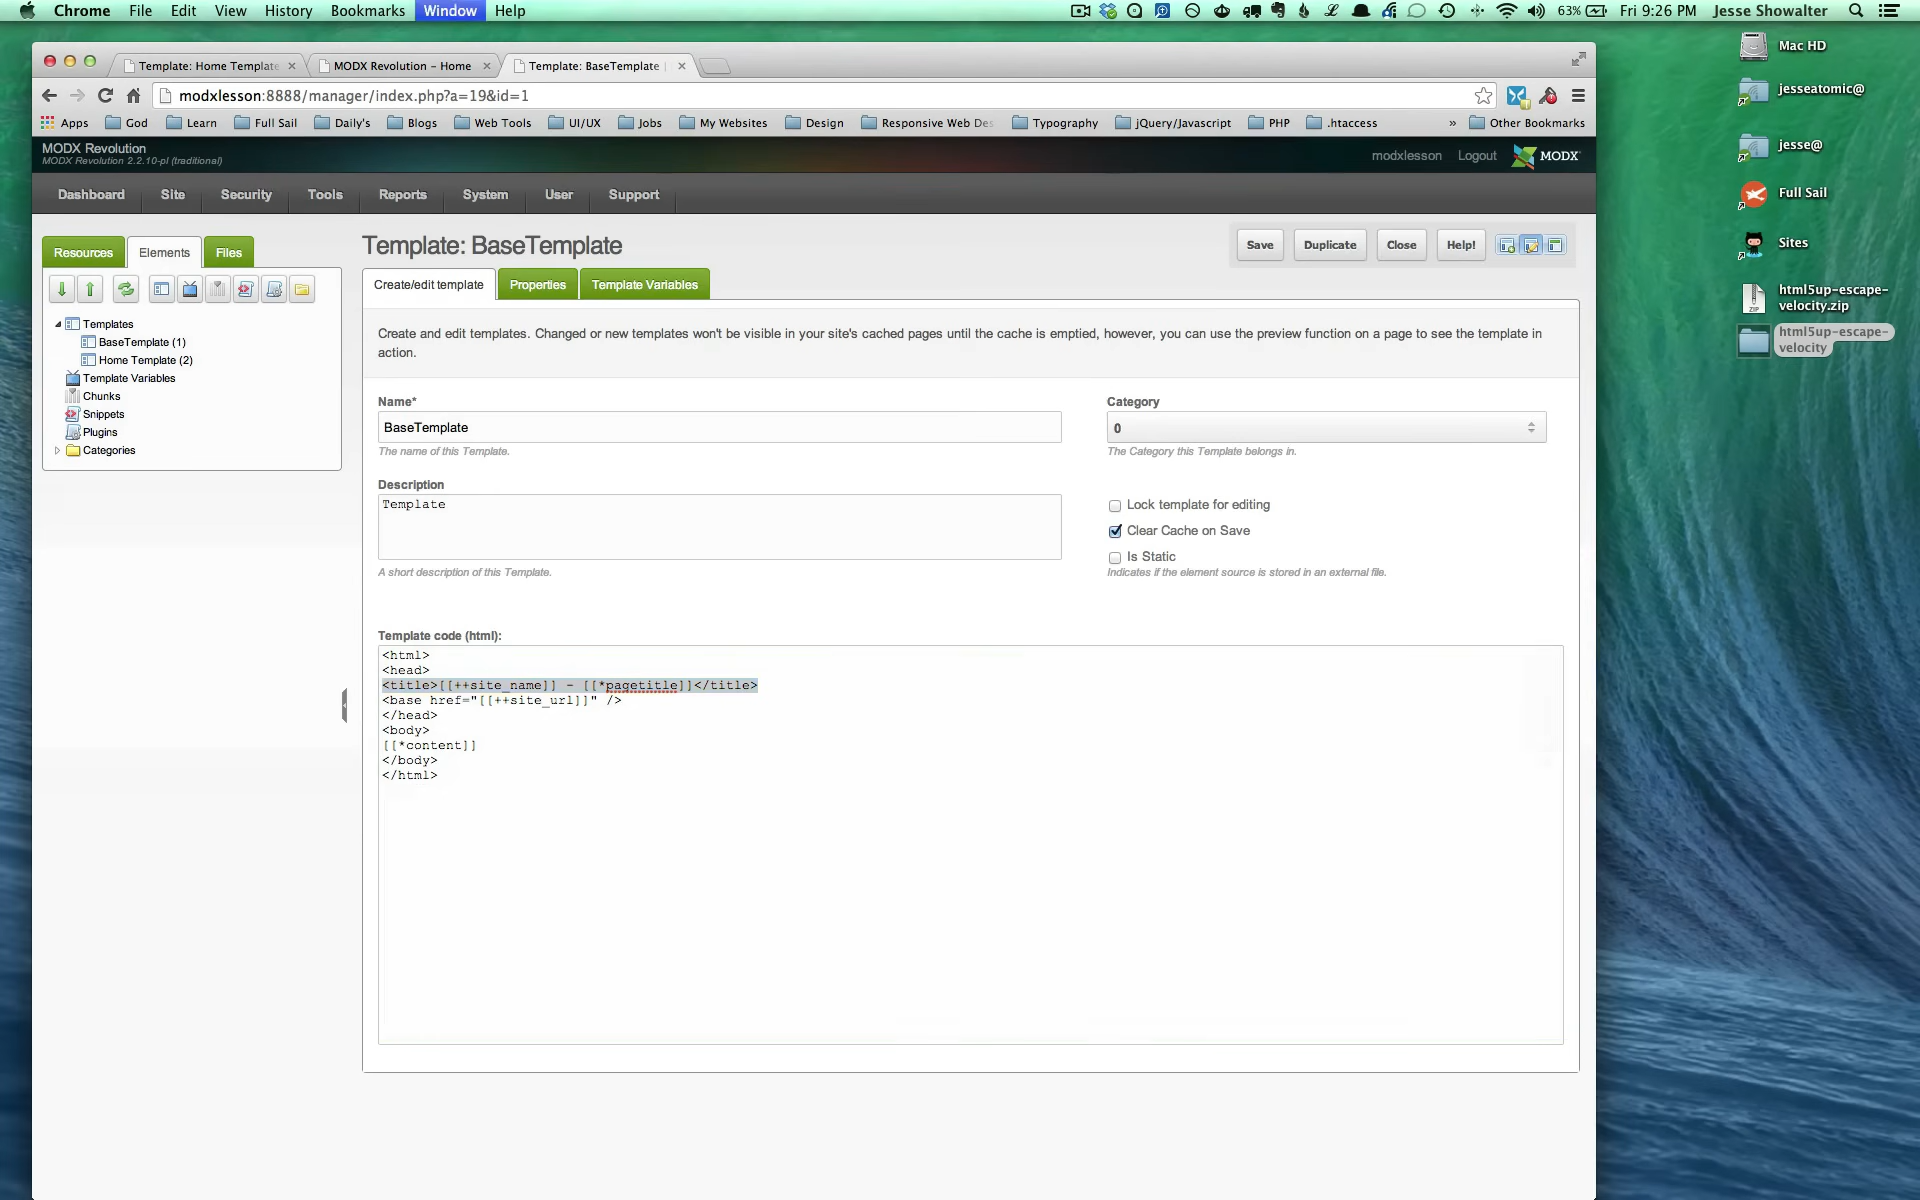 Chrome File Edit View History Bookmarks Window Help 63% Fri 9:26 PM Jesse Showalter
Mac HD
jesseatomic@
jesse@
Full Sail
Sites
html5up-escape-
velocity.zip
html5up-escape-
velocity
Template: Home Template MODX Revolution – Home Template: BaseTemplate |
modxlesson:8888/manager/index.php?a=19&id=1
Apps God Learn Full Sail Daily's Blogs Web Tools UI/UX Jobs My Websites Design Responsive Web Des Typography jQuery/Javascript PHP .htaccess » Other Bookmarks
MODX Revolution
MODX Revolution 2.2.10-pl (traditional)
modxlesson Logout MODX
Dashboard Site Security Tools Reports System User Support
Resources Elements Files
Templates
BaseTemplate (1)
Home Template (2)
Template Variables
Chunks
Snippets
Plugins
Categories
Template: BaseTemplate
Save Duplicate Close Help!
Create/edit template Properties Template Variables
Create and edit templates. Changed or new templates won't be visible in your site's cached pages until the cache is emptied, however, you can use the preview function on a page to see the template in
action.
Name*
BaseTemplate
The name of this Template.
Category
0
The Category this Template belongs in.
Description
Template
A short description of this Template.
Lock template for editing
Clear Cache on Save
Is Static
Indicates if the element source is stored in an external file.
Template code (html):
<html>
<head>
<title>[[++site_name]] - [[*pagetitle]]</title>
<base href="[[++site_url]]" />
</head>
<body>
[[*content]]
</body>
</html>